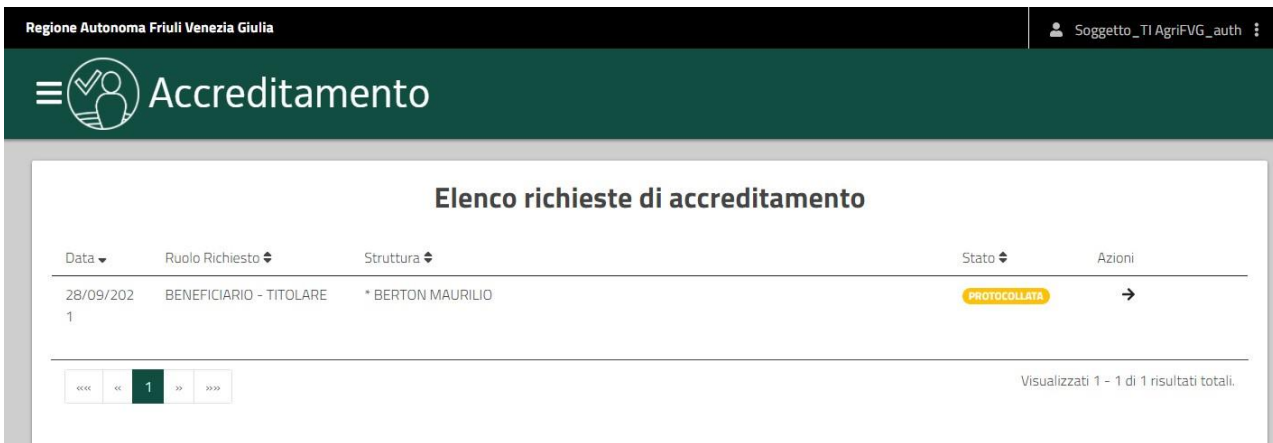 Regione Autonoma Friuli Venezia Giulia
Soggetto_TI AgriFVG_auth
Accreditamento
Elenco richieste di accreditamento
Data Ruolo Richiesto Struttura Stato Azioni
28/09/202 BENEFICIARIO - TITOLARE * BERTON MAURILIO PROTOCOLLATA
1
«« « 1 » »» Visualizzati 1 - 1 di 1 risultati totali.